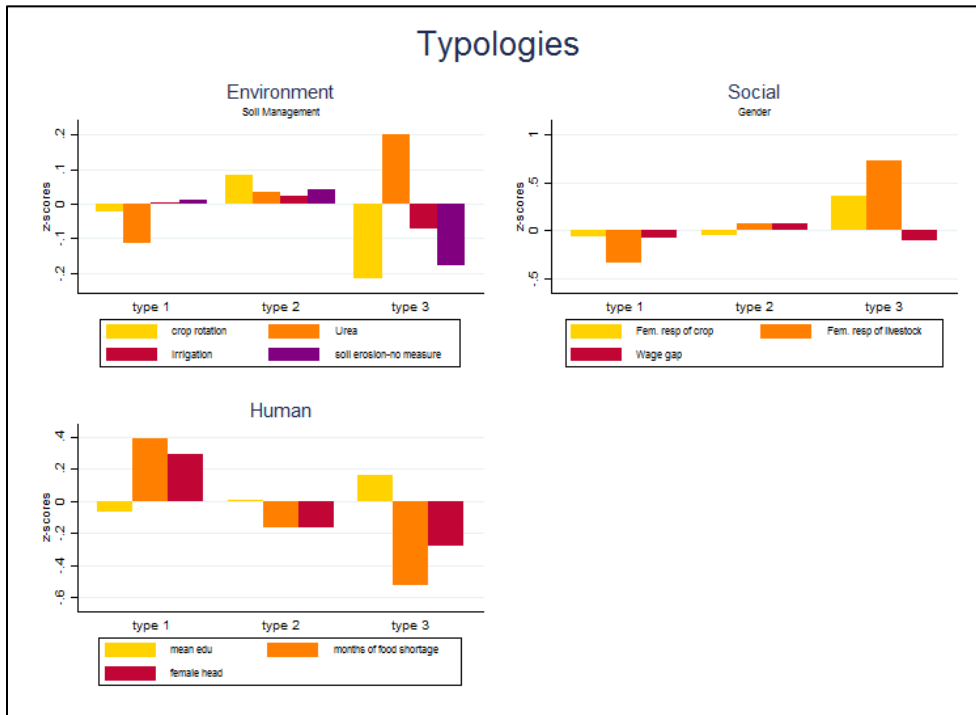 Typologies
Environment
Soil Management
z-scores
.2
.1
0
-.1
-.2
type 1 type 2 type 3
crop rotation Urea
Irrigation soil erosion-no measure
Social
Gender
z-scores
1
.5
0
-.5
type 1 type 2 type 3
Fem. resp of crop Fem. resp of livestock
Wage gap
Human
z-scores
.4
.2
0
-.2
-.4
-.6
type 1 type 2 type 3
mean edu months of food shortage
female head